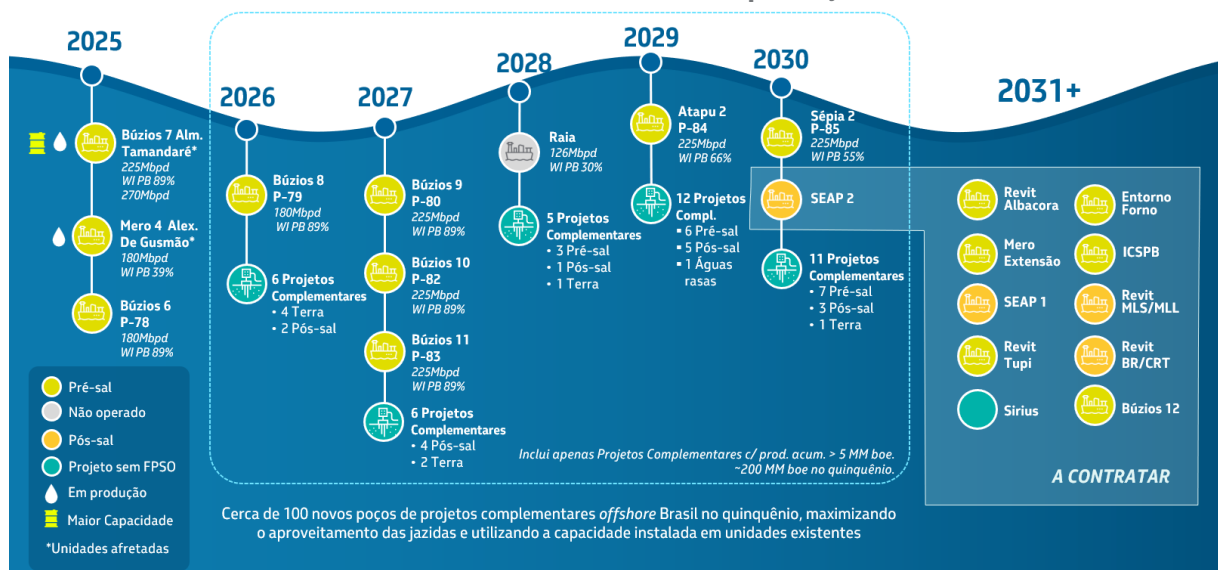 2025
Búzios 7 Alm.
Tamandaré*
225Mbpd
WI PB 89%
270Mbpd
Mero 4 Alex.
De Gusmão*
180Mbpd
WI PB 39%
Búzios 6
P-78
180Mbpd
WI PB 89%
2026
Búzios 8
P-79
180Mbpd
WI PB 89%
6 Projetos
Complementares
• 4 Terra
• 2 Pós-sal
2027
Búzios 9
P-80
225Mbpd
WI PB 89%
Búzios 10
P-82
225Mbpd
WI PB 89%
Búzios 11
P-83
225Mbpd
WI PB 89%
6 Projetos
Complementares
• 4 Pós-sal
• 2 Terra
2028
Raia
126Mbpd
WI PB 30%
5 Projetos
Complementares
• 3 Pré-sal
• 1 Pós-sal
• 1 Terra
2029
Atapu 2
P-84
225Mbpd
WI PB 66%
12 Projetos
Compl.
▪ 6 Pré-sal
▪ 5 Pós-sal
▪ 1 Águas
rasas
2030
Sépia 2
P-85
225Mbpd
WI PB 55%
SEAP 2
11 Projetos
Complementares
• 7 Pré-sal
• 3 Pós-sal
• 1 Terra
2031+
Revit
Albacora
Mero
Extensão
SEAP 1
Revit
Tupi
Sirius
Entorno
Forno
ICSPB
Revit
MLS/MLL
Revit
BR/CRT
Búzios 12
A CONTRATAR
Inclui apenas Projetos Complementares c/ prod. acum. > 5 MM boe.
~200 MM boe no quinquênio.
Pré-sal
Não operado
Pós-sal
Projeto sem FPSO
Em produção
Maior Capacidade
*Unidades afretadas
Cerca de 100 novos poços de projetos complementares offshore Brasil no quinquênio, maximizando
o aproveitamento das jazidas e utilizando a capacidade instalada em unidades existentes